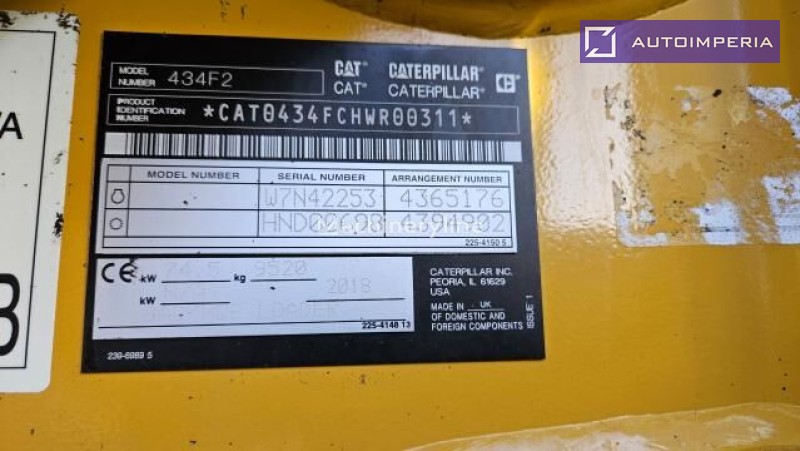 AUTOIMPERIA
MODEL NUMBER 434F2
CAT® CATERPILLAR®
CAT® CATERPILLAR®
PRODUCT IDENTIFICATION NUMBER *CAT0434FCHWR00311*
MODEL NUMBER SERIAL NUMBER ARRANGEMENT NUMBER
W7N42253 4365176
4394902
225-4150 5
CE kW 74.5 kg 9520
kW 2018
225-4148 13
CATERPILLAR INC.
PEORIA, IL 61629
USA
MADE IN UK
OF DOMESTIC AND
FOREIGN COMPONENTS
ISSUE 1
239-6989 5